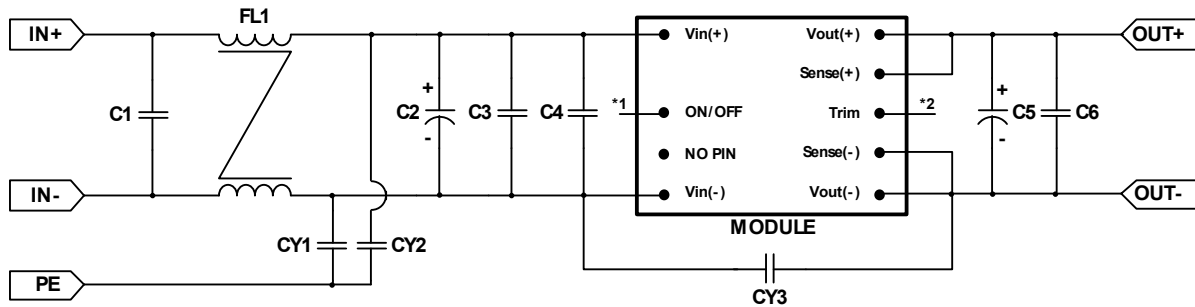 FL1
IN+
Vin(+)
Vout(+)
OUT+
Sense(+)
C1
+
C2
-
C3
C4
*1
ON/OFF
Trim
*2
+
C5
-
C6
NO PIN
Sense(-)
IN-
Vin(-)
Vout(-)
OUT-
MODULE
CY1
CY2
PE
CY3